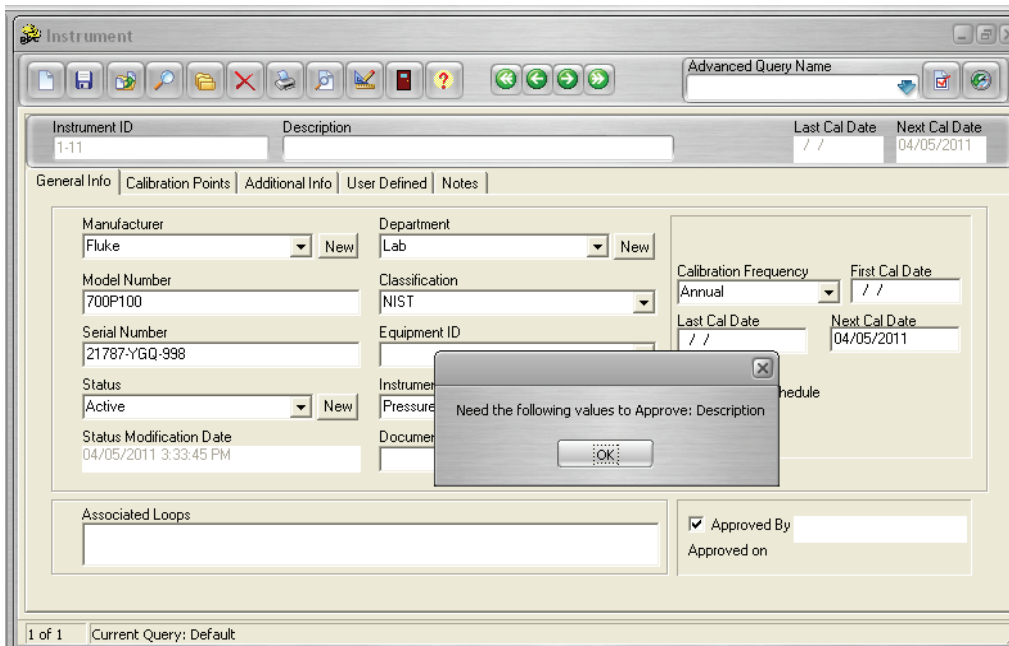 Instrument
Advanced Query Name
Instrument ID Description Last Cal Date Next Cal Date
1-11 / / 04/05/2011
General Info Calibration Points Additional Info User Defined Notes
Manufacturer Department
Fluke New Lab New
Model Number Classification Calibration Frequency First Cal Date
700P100 NIST Annual / /
Serial Number Equipment ID Last Cal Date Next Cal Date
21787-YGQ-998 / / 04/05/2011
Status Instrumen hedule
Active New Pressure Need the following values to Approve: Description
Status Modification Date Documen
04/05/2011 3:33:45 PM OK
Associated Loops
Approved By
Approved on
1 of 1 Current Query: Default